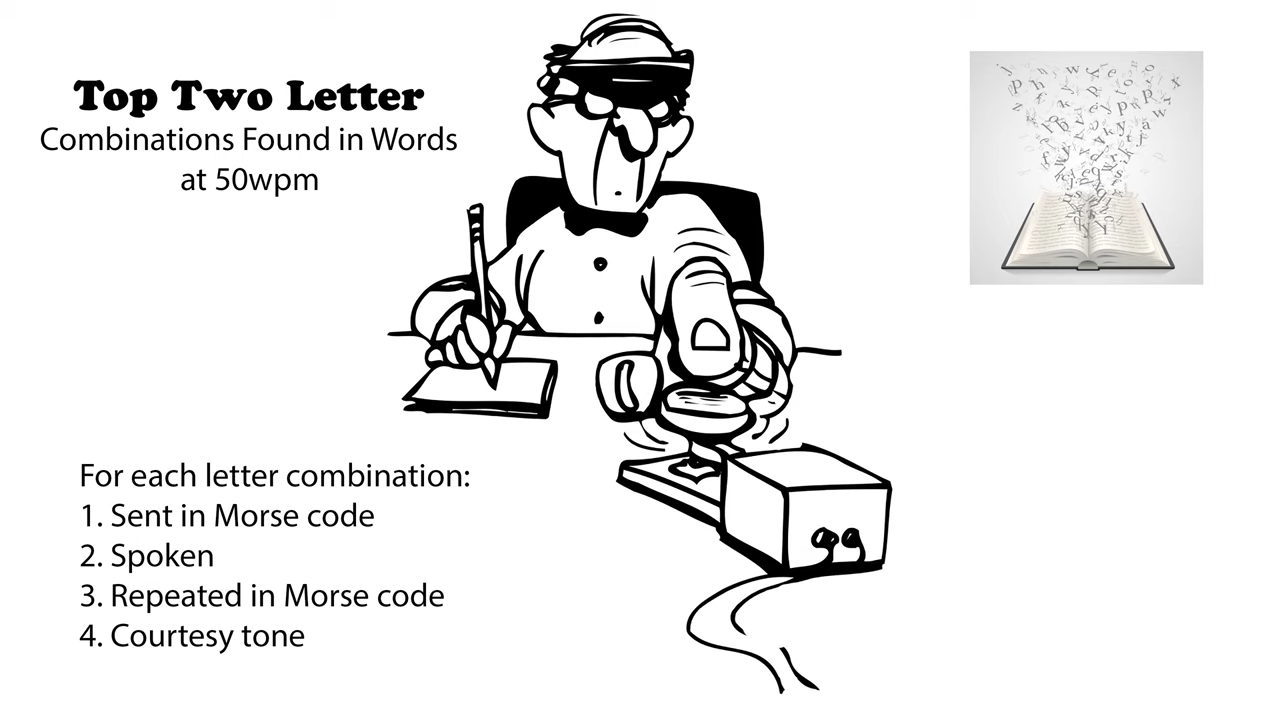 Top Two Letter
Combinations Found in Words
at 50wpm
For each letter combination:
1. Sent in Morse code
2. Spoken
3. Repeated in Morse code
4. Courtesy tone